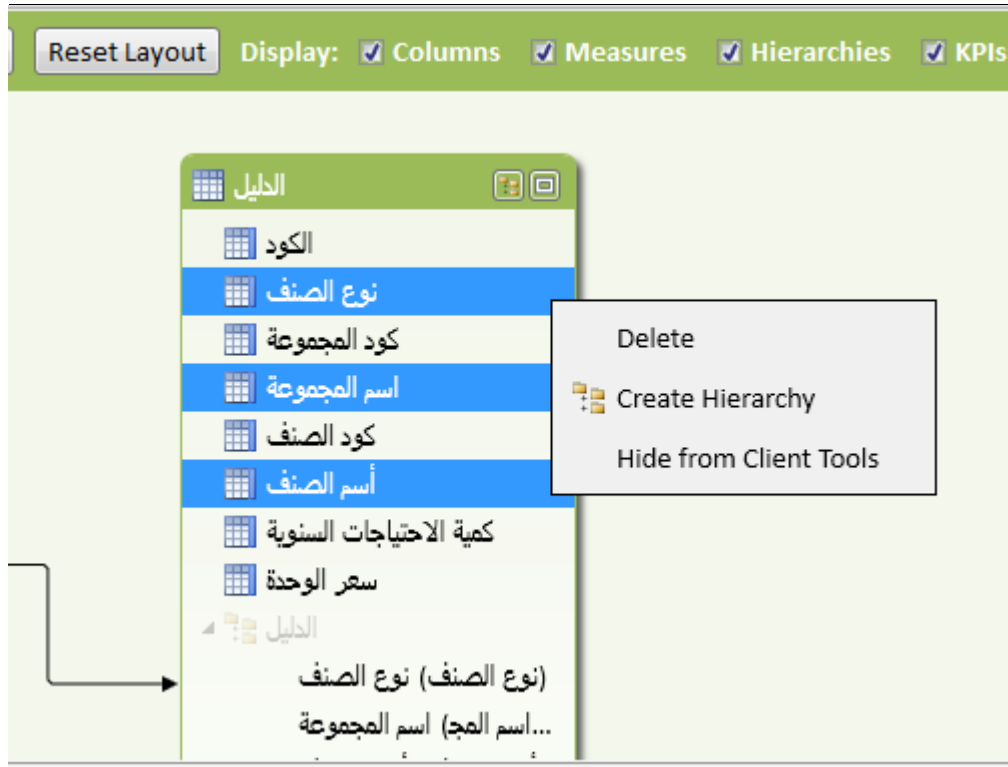 Reset Layout Display: Columns Measures Hierarchies KPIs
الدليل
الكود
نوع الصنف
كود المجموعة
اسم المجموعة
كود الصنف
أسم الصنف
كمية الاحتياجات السنوية
سعر الوحدة
الدليل
نوع الصنف (نوع الصنف)
اسم المجموعة (اسم المج...
Delete
Create Hierarchy
Hide from Client Tools